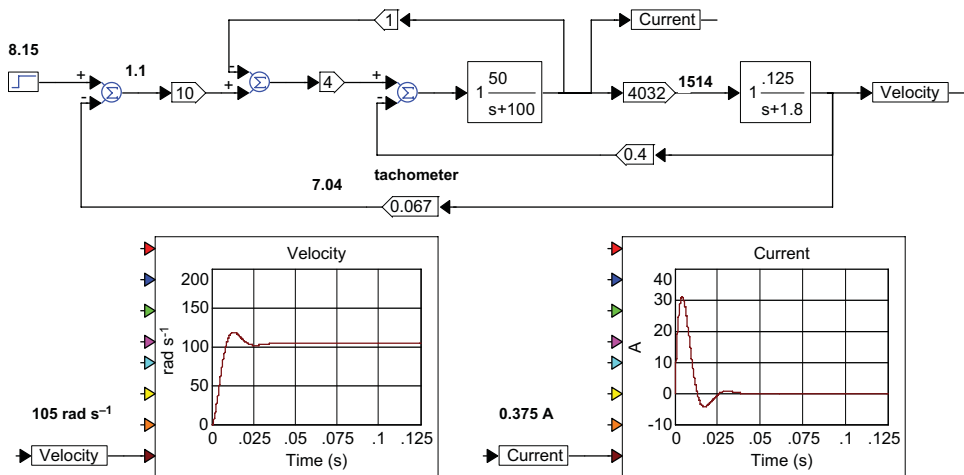 1
Current
8.15
+
-
Σ
1.1
10
-
+
Σ
4
+
-
Σ
1 50
s+100
4032
1514
1 .125
s+1.8
Velocity
0.4
tachometer
7.04
0.067
Velocity
200
150
100
50
0
rad s⁻¹
0 .025 .05 .075 .1 .125
Time (s)
105 rad s⁻¹
Velocity
Current
40
30
20
10
0
-10
A
0 .025 .05 .075 .1 .125
Time (s)
0.375 A
Current